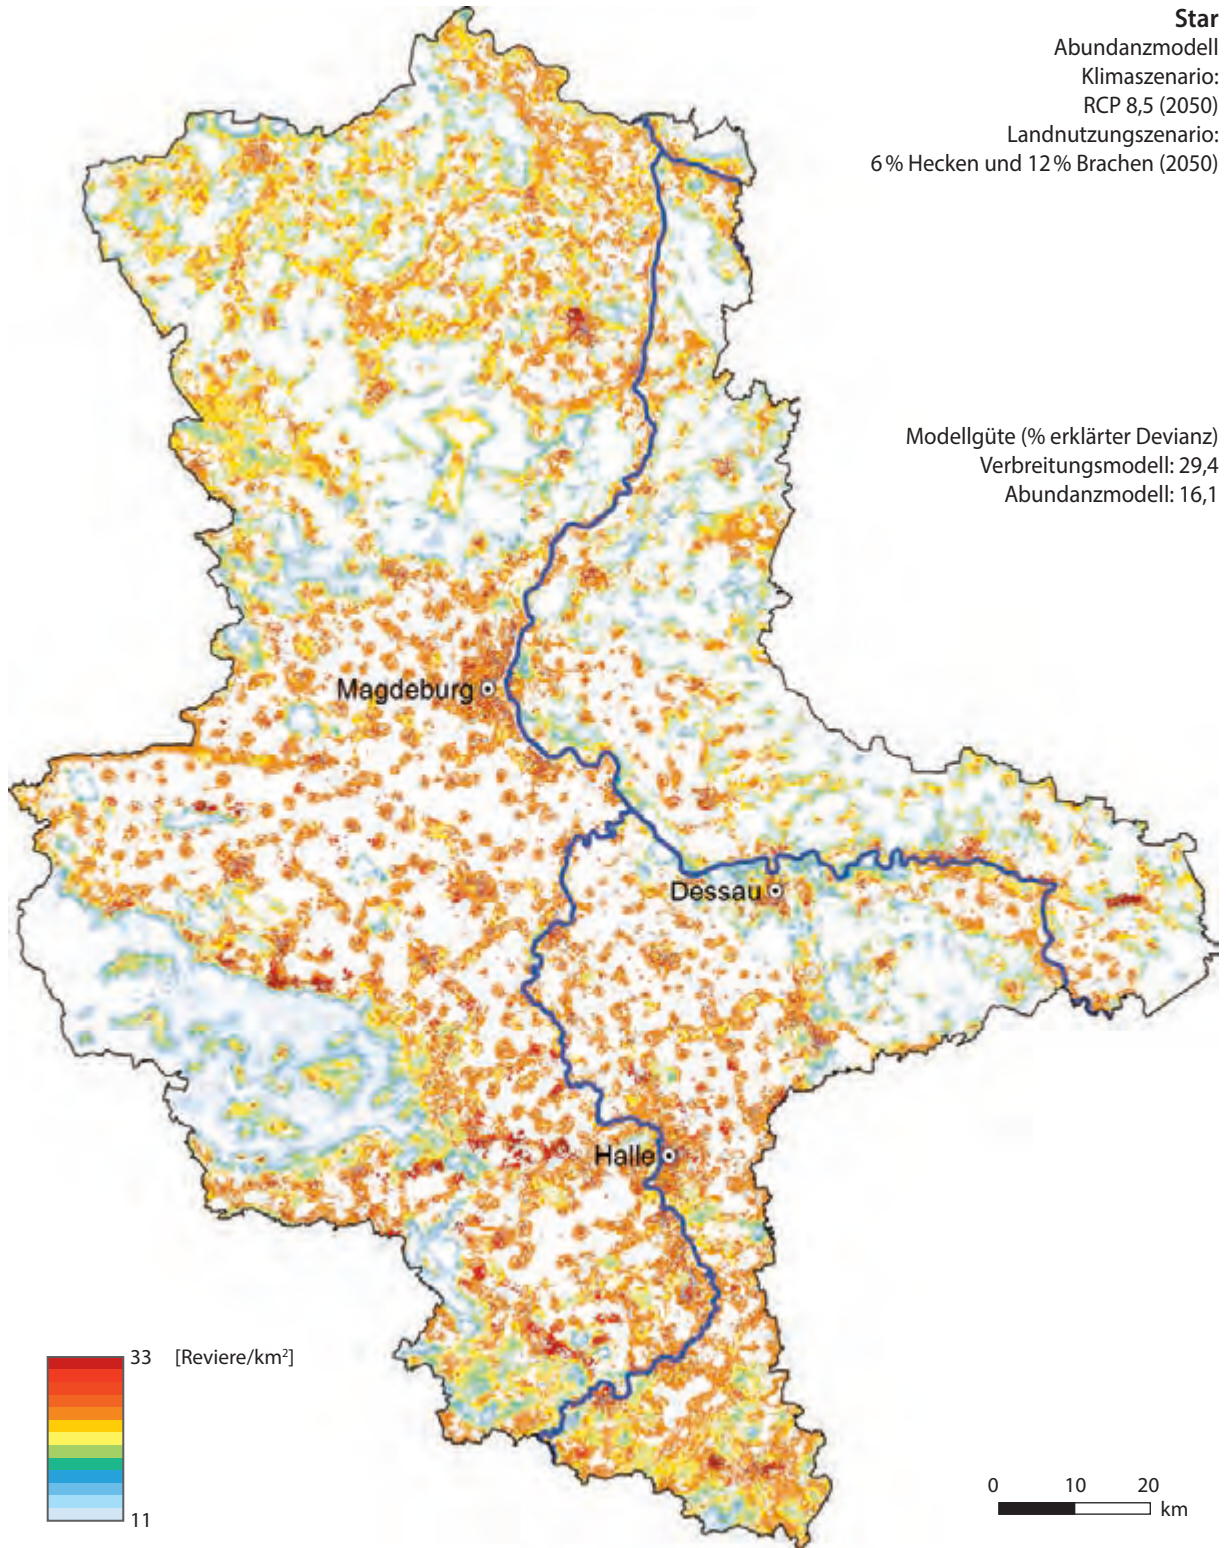 Star
Abundanzmodell
Klimaszenario:
RCP 8,5 (2050)
Landnutzungszenario:
6 % Hecken und 12 % Brachen (2050)
Modellgüte (% erklärter Devianz)
Verbreitungsmodell: 29,4
Abundanzmodell: 16,1
Magdeburg
Dessau
Halle
33 [Reviere/km²]
11
0 10 20
km